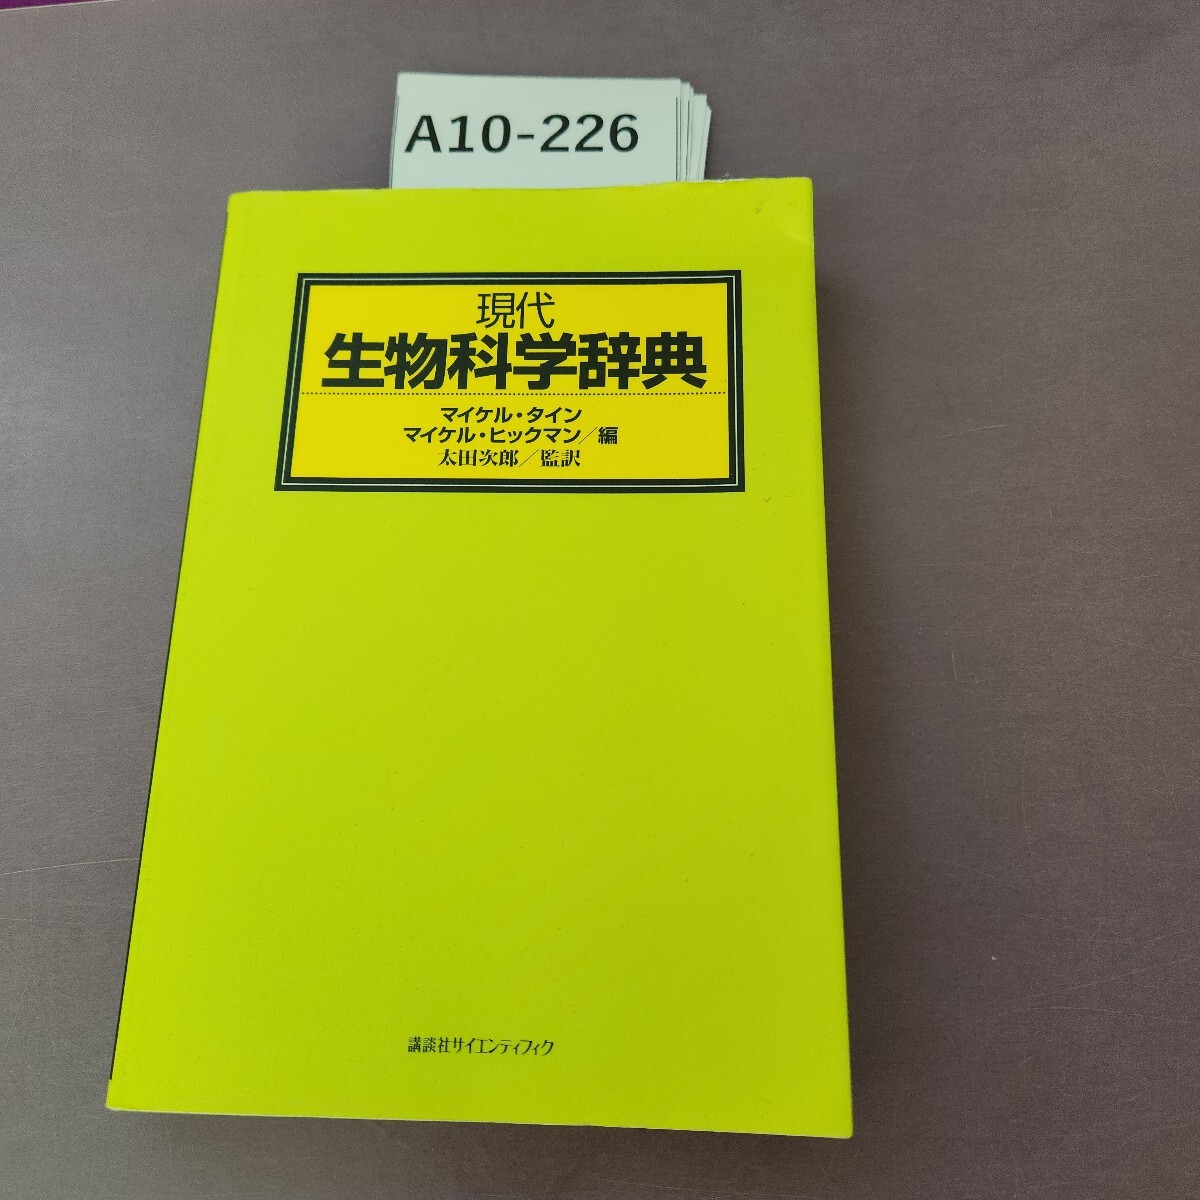 A10-226
現代
生物科学辞典
マイケル・タイン
マイケル・ヒックマン/編
太田次郎/監訳
講談社サイエンティフィク